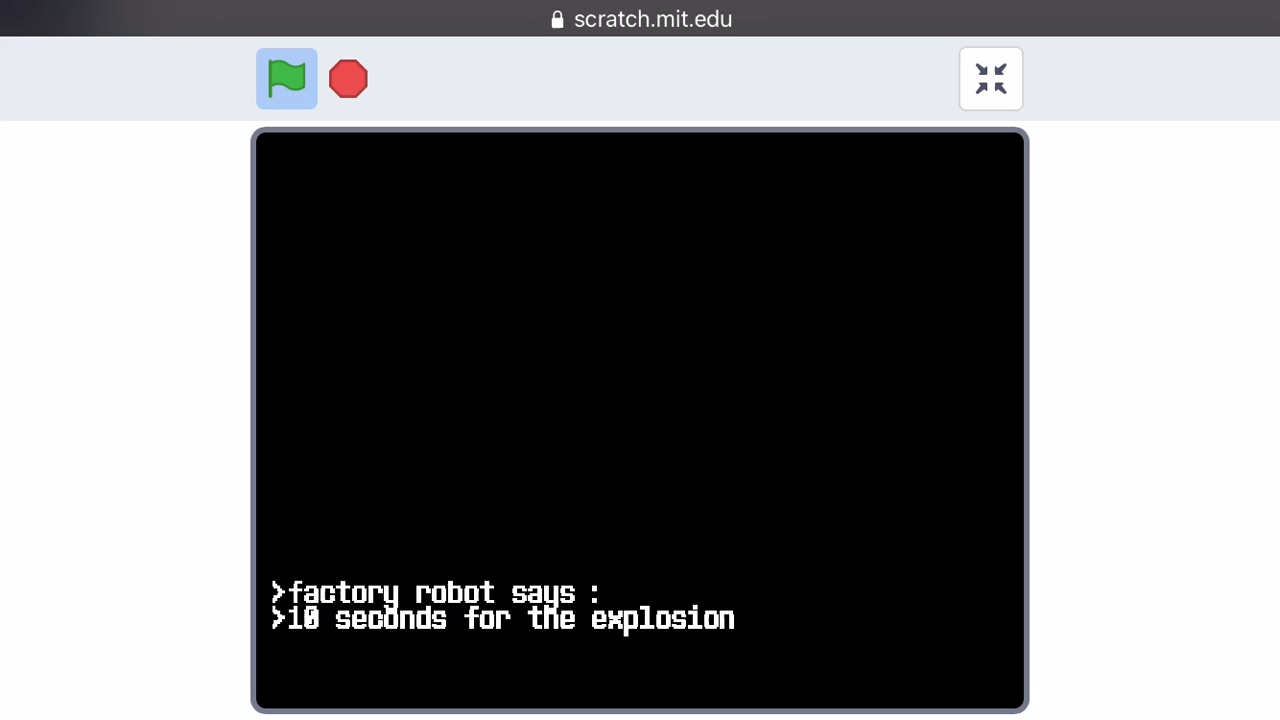 scratch.mit.edu
>factory robot says :
>10 seconds for the explosion